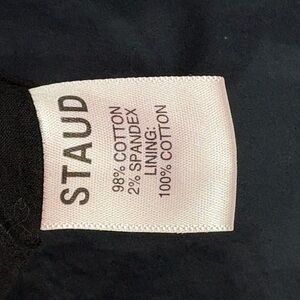 STAUD
98% COTTON
2% SPANDEX
LINING:
100% COTTON